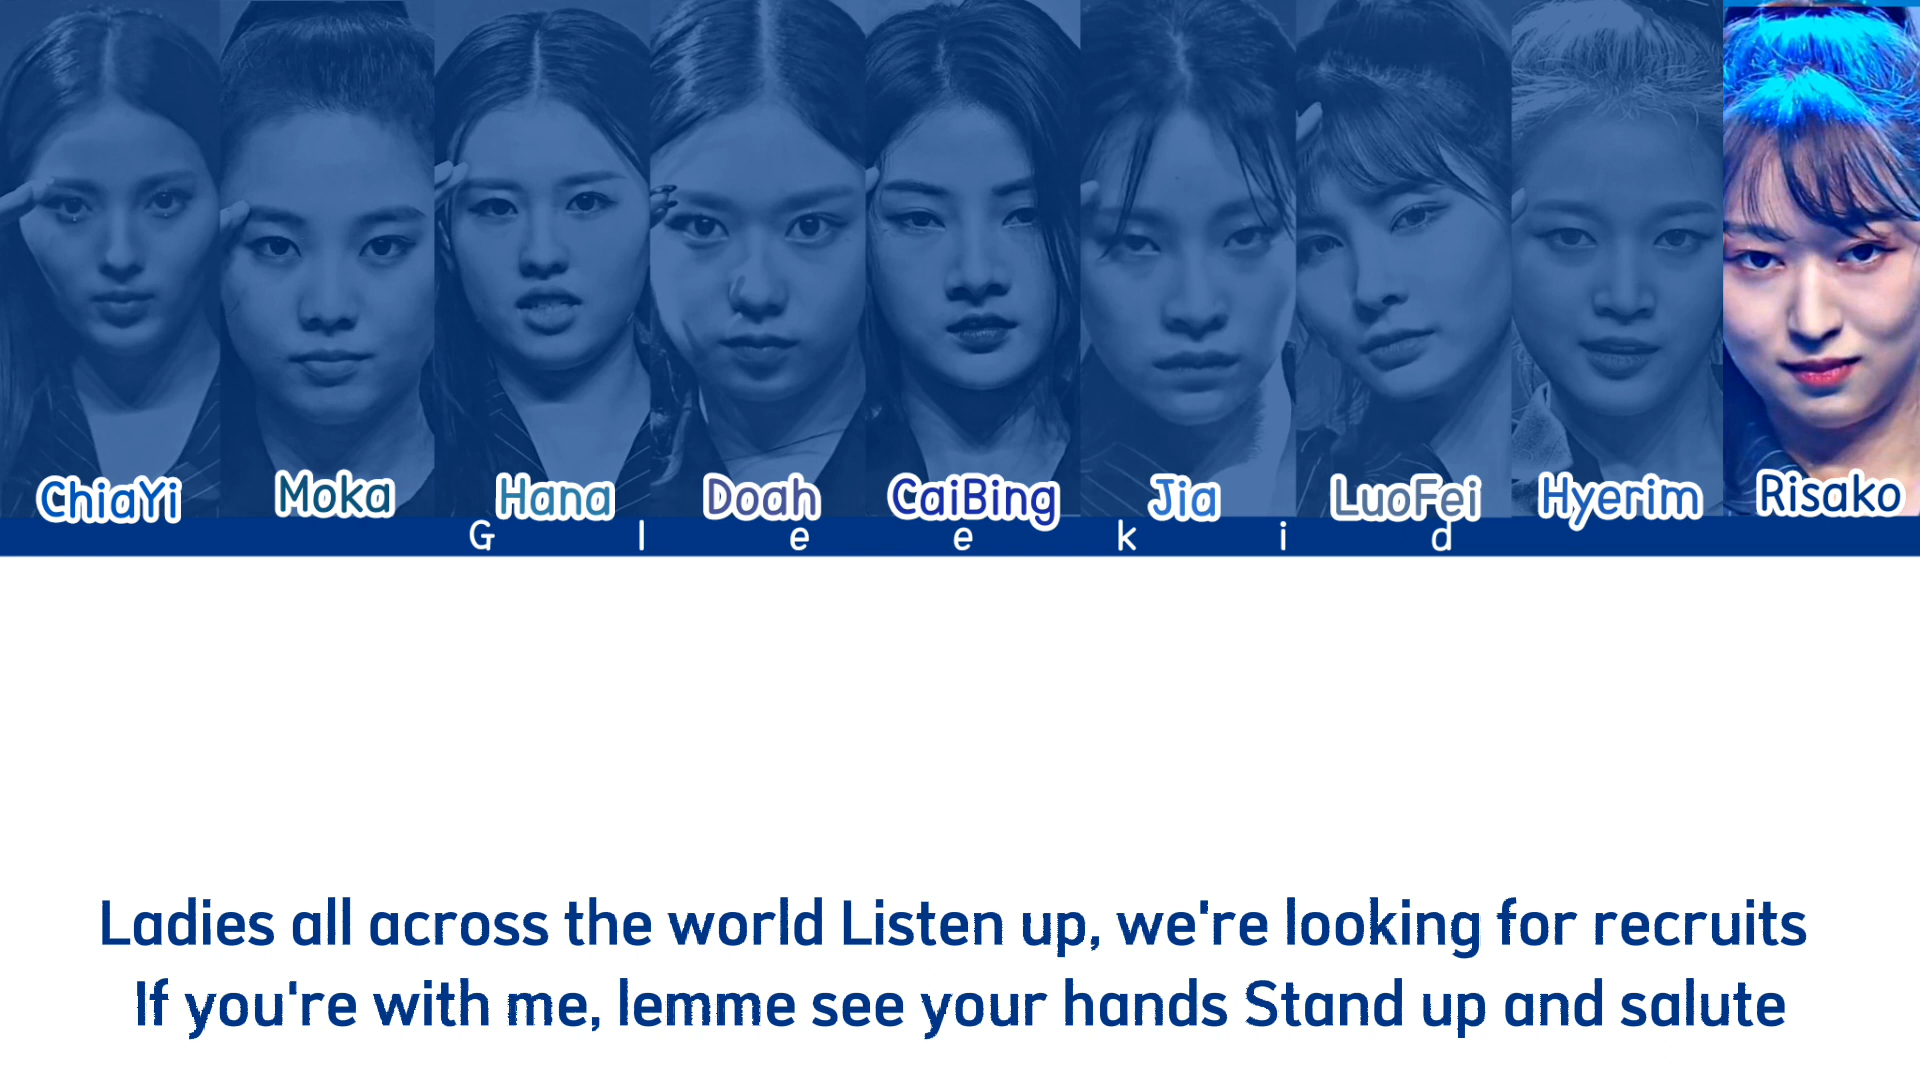 ChiaYi Moka Hana Doah CaiBing Jia LuoFei Hyerim Risako
G l e e k i d
Ladies all across the world Listen up, we're looking for recruits
If you're with me, lemme see your hands Stand up and salute